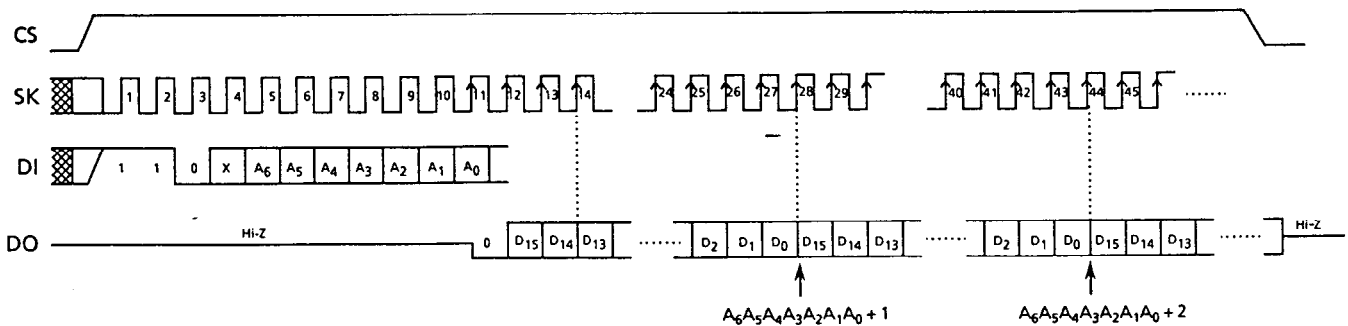 CS
SK 1 2 3 4 5 6 7 8 9 10 11 12 13 14 24 25 26 27 28 29 40 41 42 43 44 45
DI 1 1 0 X A6 A5 A4 A3 A2 A1 A0
DO Hi-Z 0 D15 D14 D13 D2 D1 D0 D15 D14 D13 D2 D1 D0 D15 D14 D13 Hi-Z
A6A5A4A3A2A1A0 + 1 A6A5A4A3A2A1A0 + 2